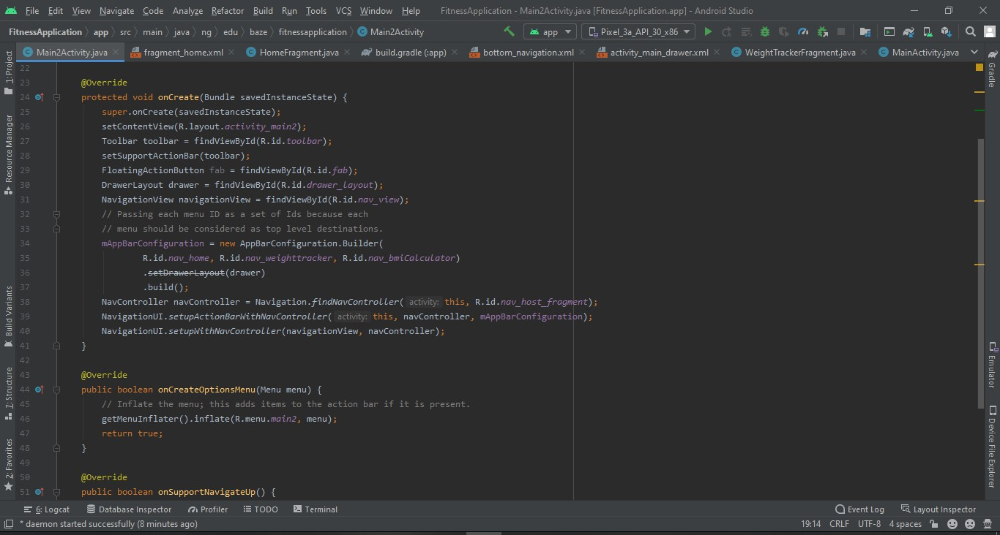 File Edit View Navigate Code Analyze Refactor Build Run Tools VCS Window Help FitnessApplication - Main2Activity.java [FitnessApplication.app] - Android Studio
FitnessApplication app src main java ng edu baze fitnessapplication Main2Activity app Pixel_3a_API_30_x86
Main2Activity.java fragment_home.xml HomeFragment.java build.gradle (:app) bottom_navigation.xml activity_main_drawer.xml WeightTrackerFragment.java MainActivity.java
1: Project
Resource Manager
Build Variants
7: Structure
2: Favorites
22
23 @Override
24 protected void onCreate(Bundle savedInstanceState) {
25 super.onCreate(savedInstanceState);
26 setContentView(R.layout.activity_main2);
27 Toolbar toolbar = findViewById(R.id.toolbar);
28 setSupportActionBar(toolbar);
29 FloatingActionButton fab = findViewById(R.id.fab);
30 DrawerLayout drawer = findViewById(R.id.drawer_layout);
31 NavigationView navigationView = findViewById(R.id.nav_view);
32 // Passing each menu ID as a set of Ids because each
33 // menu should be considered as top level destinations.
34 mAppBarConfiguration = new AppBarConfiguration.Builder(
35 R.id.nav_home, R.id.nav_weighttracker, R.id.nav_bmiCalculator)
36 .setDrawerLayout(drawer)
37 .build();
38 NavController navController = Navigation.findNavController( activity: this, R.id.nav_host_fragment);
39 NavigationUI.setupActionBarWithNavController( activity: this, navController, mAppBarConfiguration);
40 NavigationUI.setupWithNavController(navigationView, navController);
41 }
42
43 @Override
44 public boolean onCreateOptionsMenu(Menu menu) {
45 // Inflate the menu; this adds items to the action bar if it is present.
46 getMenuInflater().inflate(R.menu.main2, menu);
47 return true;
48 }
49
50 @Override
51 public boolean onSupportNavigateUp() {
Gradle
Emulator
Device File Explorer
6: Logcat Database Inspector Profiler TODO Terminal Event Log Layout Inspector
* daemon started successfully (8 minutes ago) 19:14 CRLF UTF-8 4 spaces